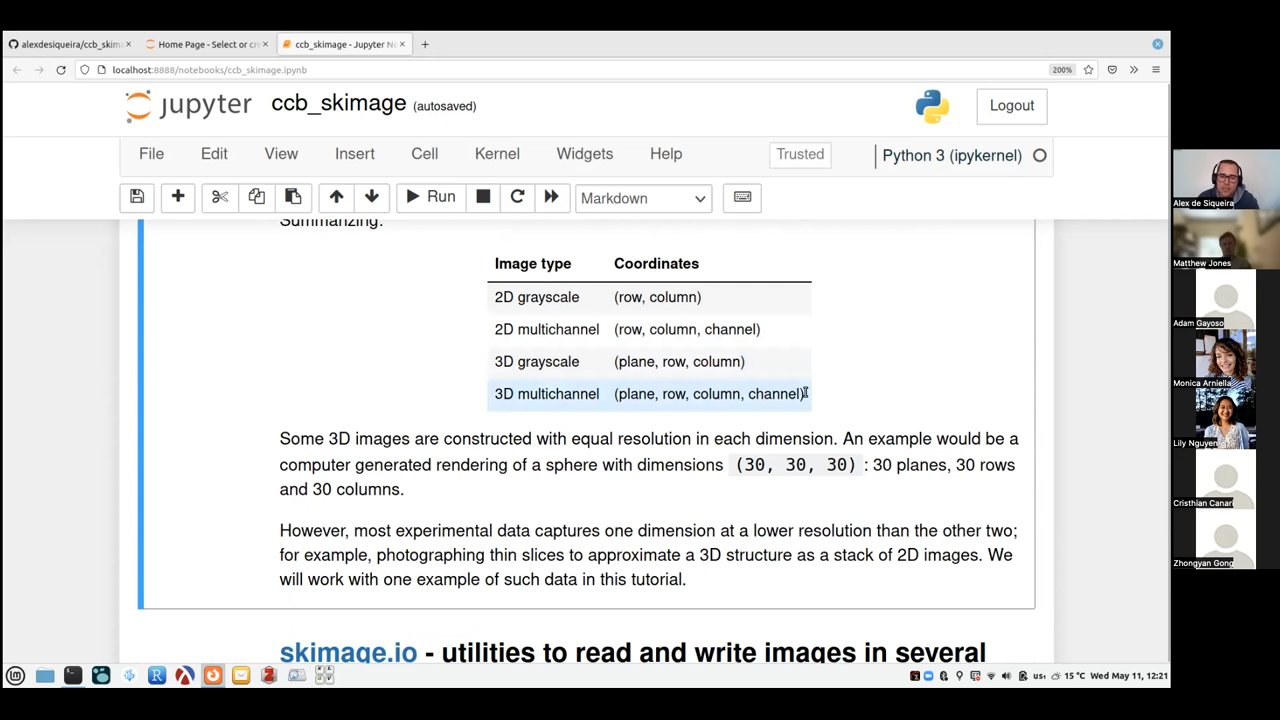 alexdesiqueira/ccb_skim
Home Page - Select or cre
ccb_skimage - Jupyter No
localhost:8888/notebooks/ccb_skimage.ipynb
200%
jupyter ccb_skimage (autosaved)
Logout
File Edit View Insert Cell Kernel Widgets Help
Trusted
Python 3 (ipykernel)
Run
Markdown
Summarizing:
Image type Coordinates
2D grayscale (row, column)
2D multichannel (row, column, channel)
3D grayscale (plane, row, column)
3D multichannel (plane, row, column, channel)
Some 3D images are constructed with equal resolution in each dimension. An example would be a
computer generated rendering of a sphere with dimensions (30, 30, 30) : 30 planes, 30 rows
and 30 columns.
However, most experimental data captures one dimension at a lower resolution than the other two;
for example, photographing thin slices to approximate a 3D structure as a stack of 2D images. We
will work with one example of such data in this tutorial.
skimage.io - utilities to read and write images in several
us
15 °C
Wed May 11, 12:21
Alex de Siqueira
Matthew Jones
Adam Gayoso
Monica Arniella
Lily Nguyen
Cristhian Canari
Zhongyan Gong